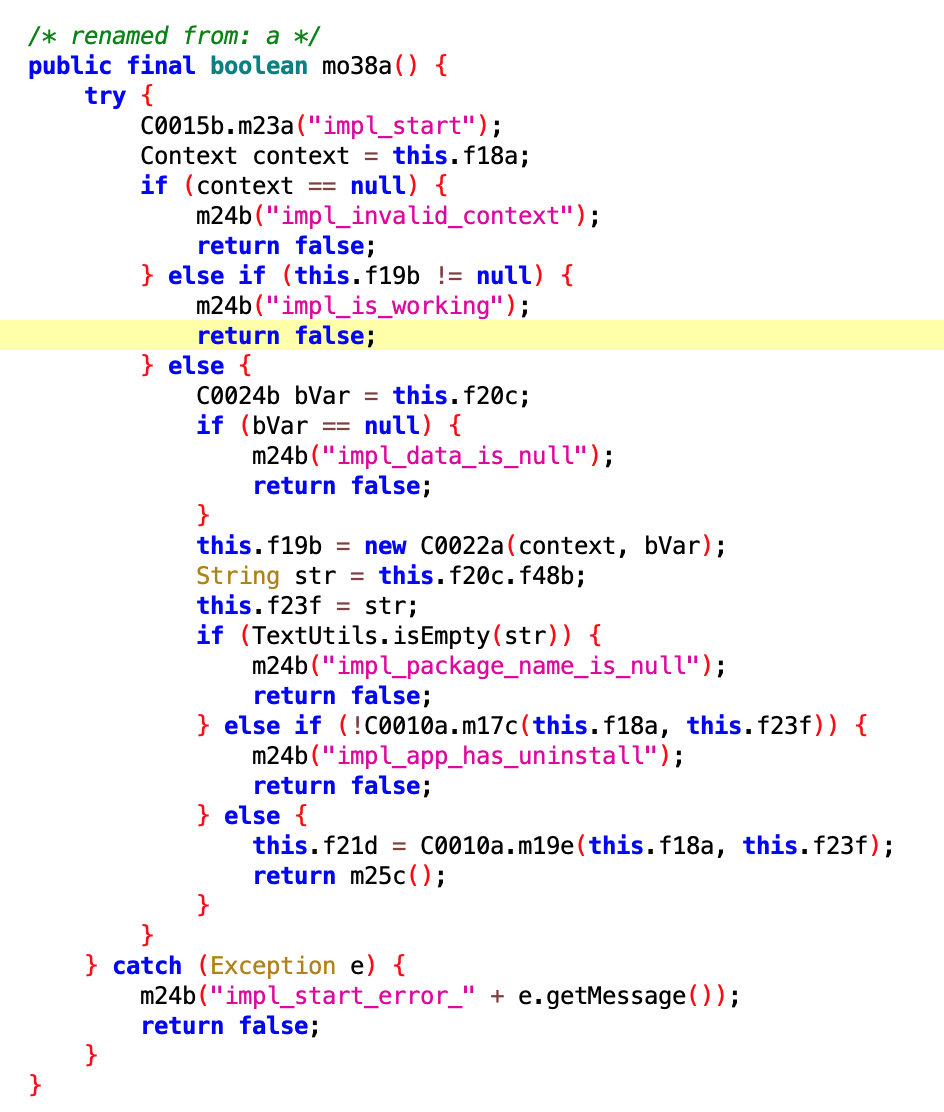 /* renamed from: a */
public final boolean mo38a() {
    try {
        C0015b.m23a("impl_start");
        Context context = this.f18a;
        if (context == null) {
            m24b("impl_invalid_context");
            return false;
        } else if (this.f19b != null) {
            m24b("impl_is_working");
            return false;
        } else {
            C0024b bVar = this.f20c;
            if (bVar == null) {
                m24b("impl_data_is_null");
                return false;
            }
            this.f19b = new C0022a(context, bVar);
            String str = this.f20c.f48b;
            this.f23f = str;
            if (TextUtils.isEmpty(str)) {
                m24b("impl_package_name_is_null");
                return false;
            } else if (!C0010a.m17c(this.f18a, this.f23f)) {
                m24b("impl_app_has_uninstall");
                return false;
            } else {
                this.f21d = C0010a.m19e(this.f18a, this.f23f);
                return m25c();
            }
        }
    } catch (Exception e) {
        m24b("impl_start_error_" + e.getMessage());
        return false;
    }
}